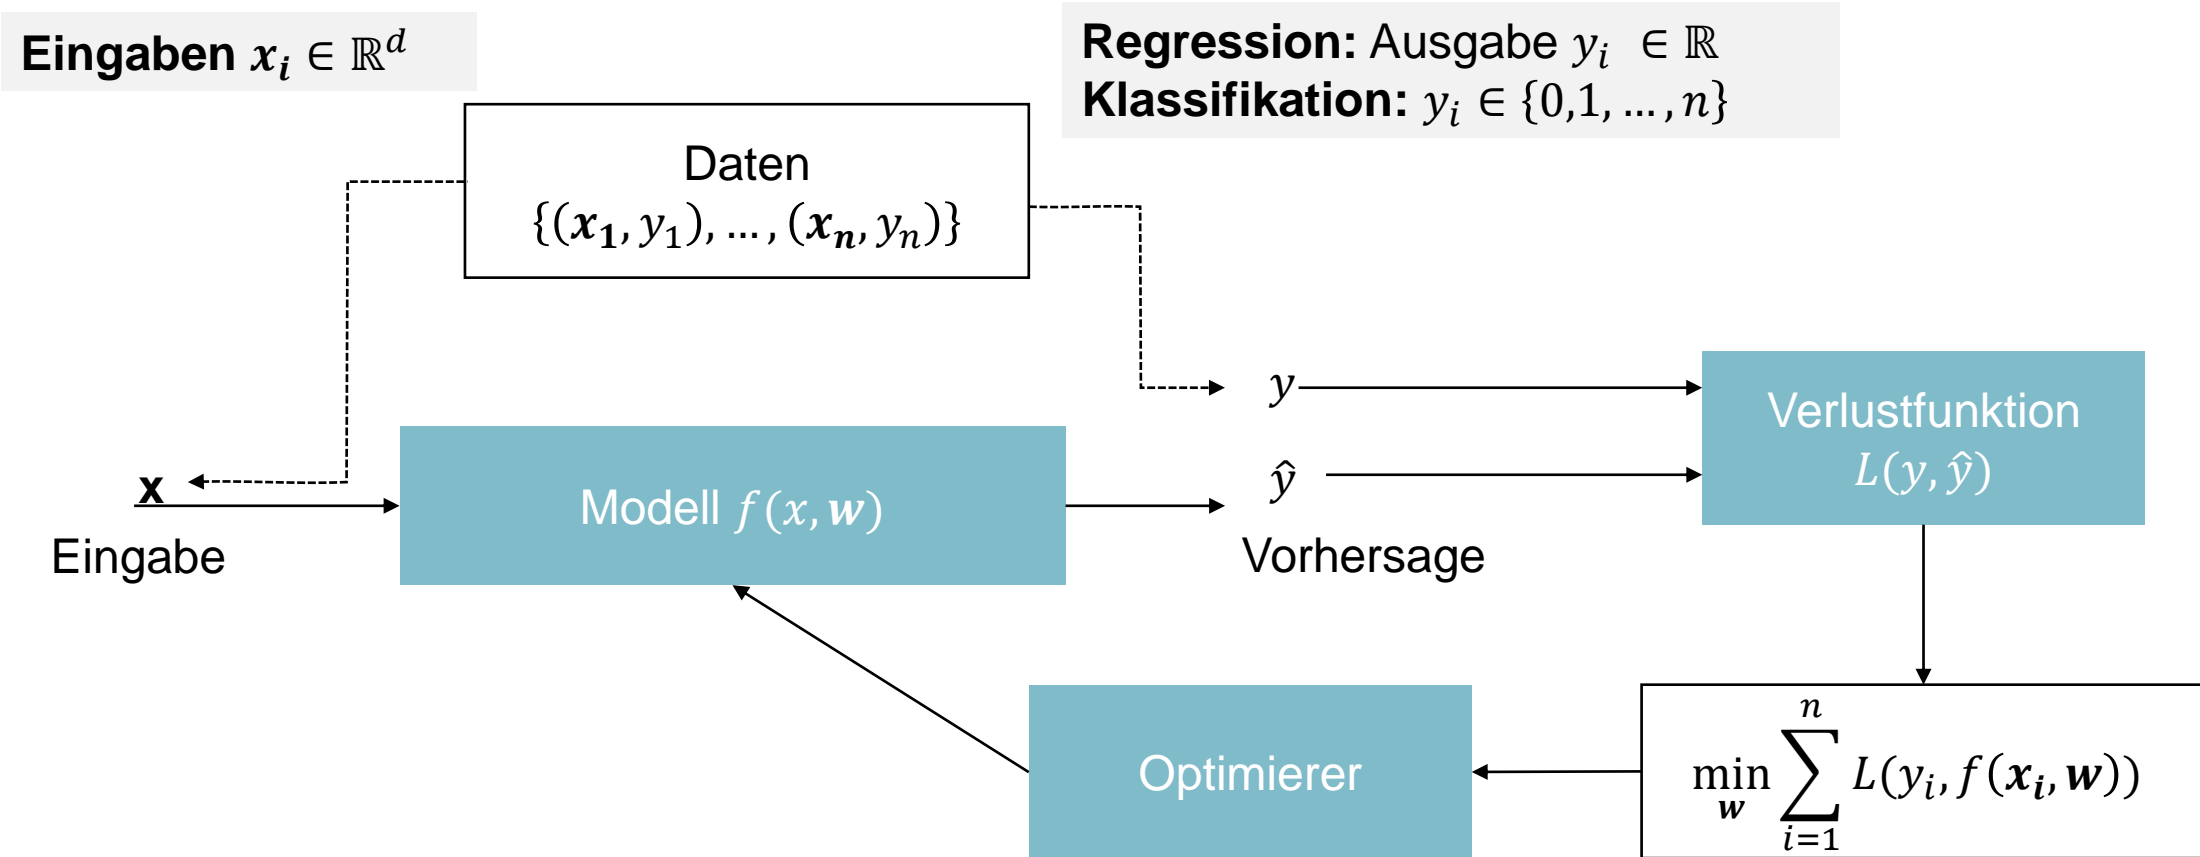 Eingaben 𝒙ᵢ ∈ ℝᵈ
Regression: Ausgabe yᵢ ∈ ℝ
Klassifikation: yᵢ ∈ {0,1, … , n}
Daten
{(𝒙₁, y₁), … , (𝒙ₙ, yₙ)}
x
Eingabe
Modell f(x, 𝒘)
y
ŷ
Vorhersage
Verlustfunktion
L(y, ŷ)
Optimierer
min_𝒘 ∑_{i=1}^{n} L(yᵢ, f(𝒙ᵢ, 𝒘))